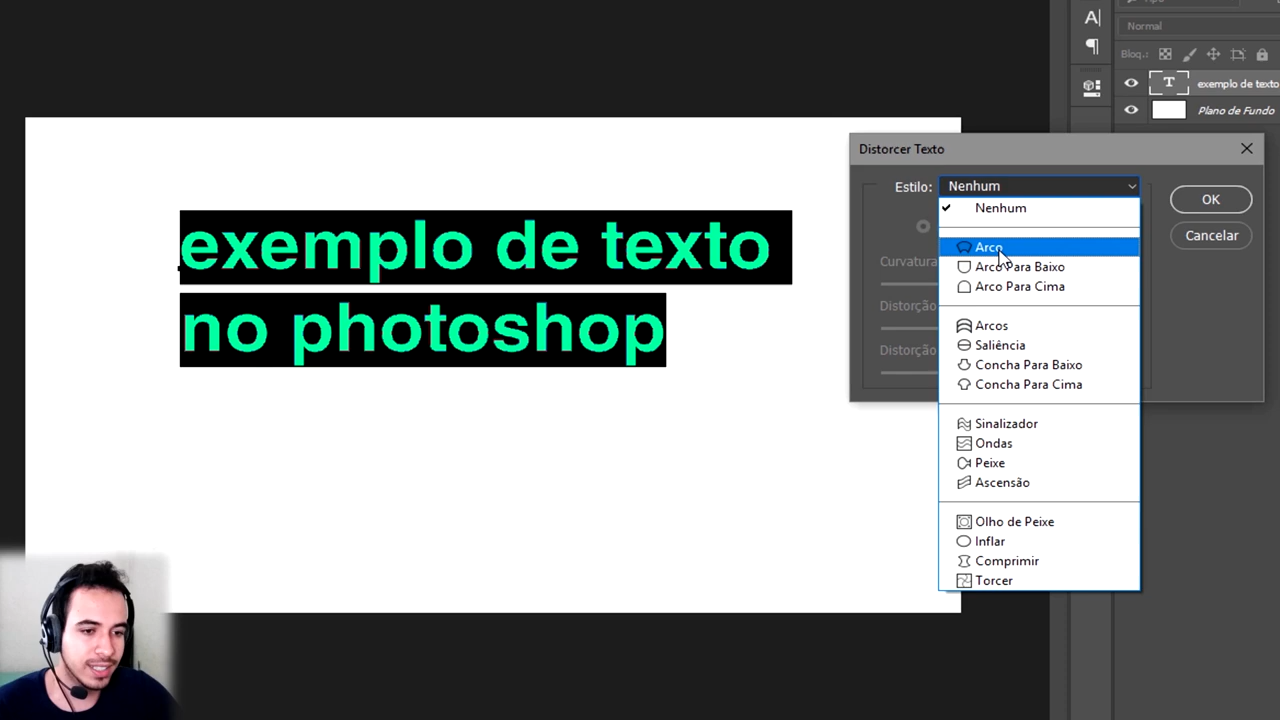 Normal
Bloq.:
exemplo de texto
Plano de Fundo
Distorcer Texto
Estilo:
Nenhum
OK
Cancelar
Curvatura
Distorção
Distorção
Nenhum
Arco
Arco Para Baixo
Arco Para Cima
Arcos
Saliência
Concha Para Baixo
Concha Para Cima
Sinalizador
Ondas
Peixe
Ascensão
Olho de Peixe
Inflar
Comprimir
Torcer
exemplo de texto
no photoshop